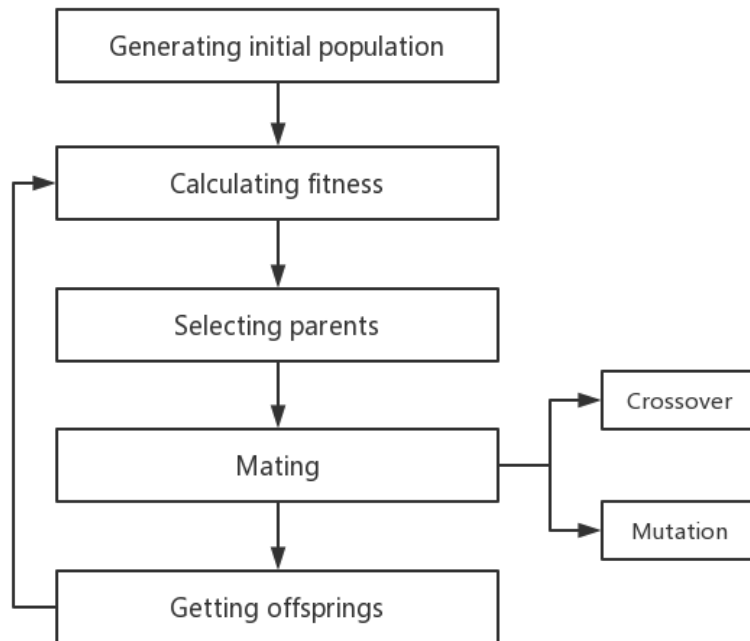 Generating initial population
Calculating fitness
Selecting parents
Crossover
Mating
Mutation
Getting offsprings